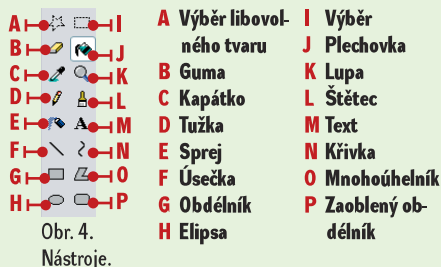 A
B
C
D
E
F
G
H
I
J
K
L
M
N
O
P
Obr. 4.
Nástroje.
A Výběr libovol-
ného tvaru
B Guma
C Kapátko
D Tužka
E Sprej
F Úsečka
G Obdélník
H Elipsa
I Výběr
J Plechovka
K Lupa
L Štětec
M Text
N Křivka
O Mnohoúhelník
P Zaoblený ob-
délník